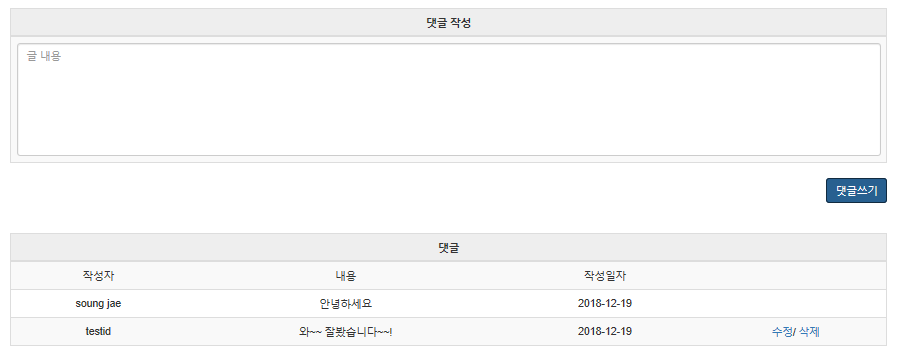 댓글 작성
글 내용
댓글쓰기
댓글
작성자 내용 작성일자
soung jae 안녕하세요 2018-12-19
testid 와~~ 잘봤습니다~~! 2018-12-19 수정/ 삭제